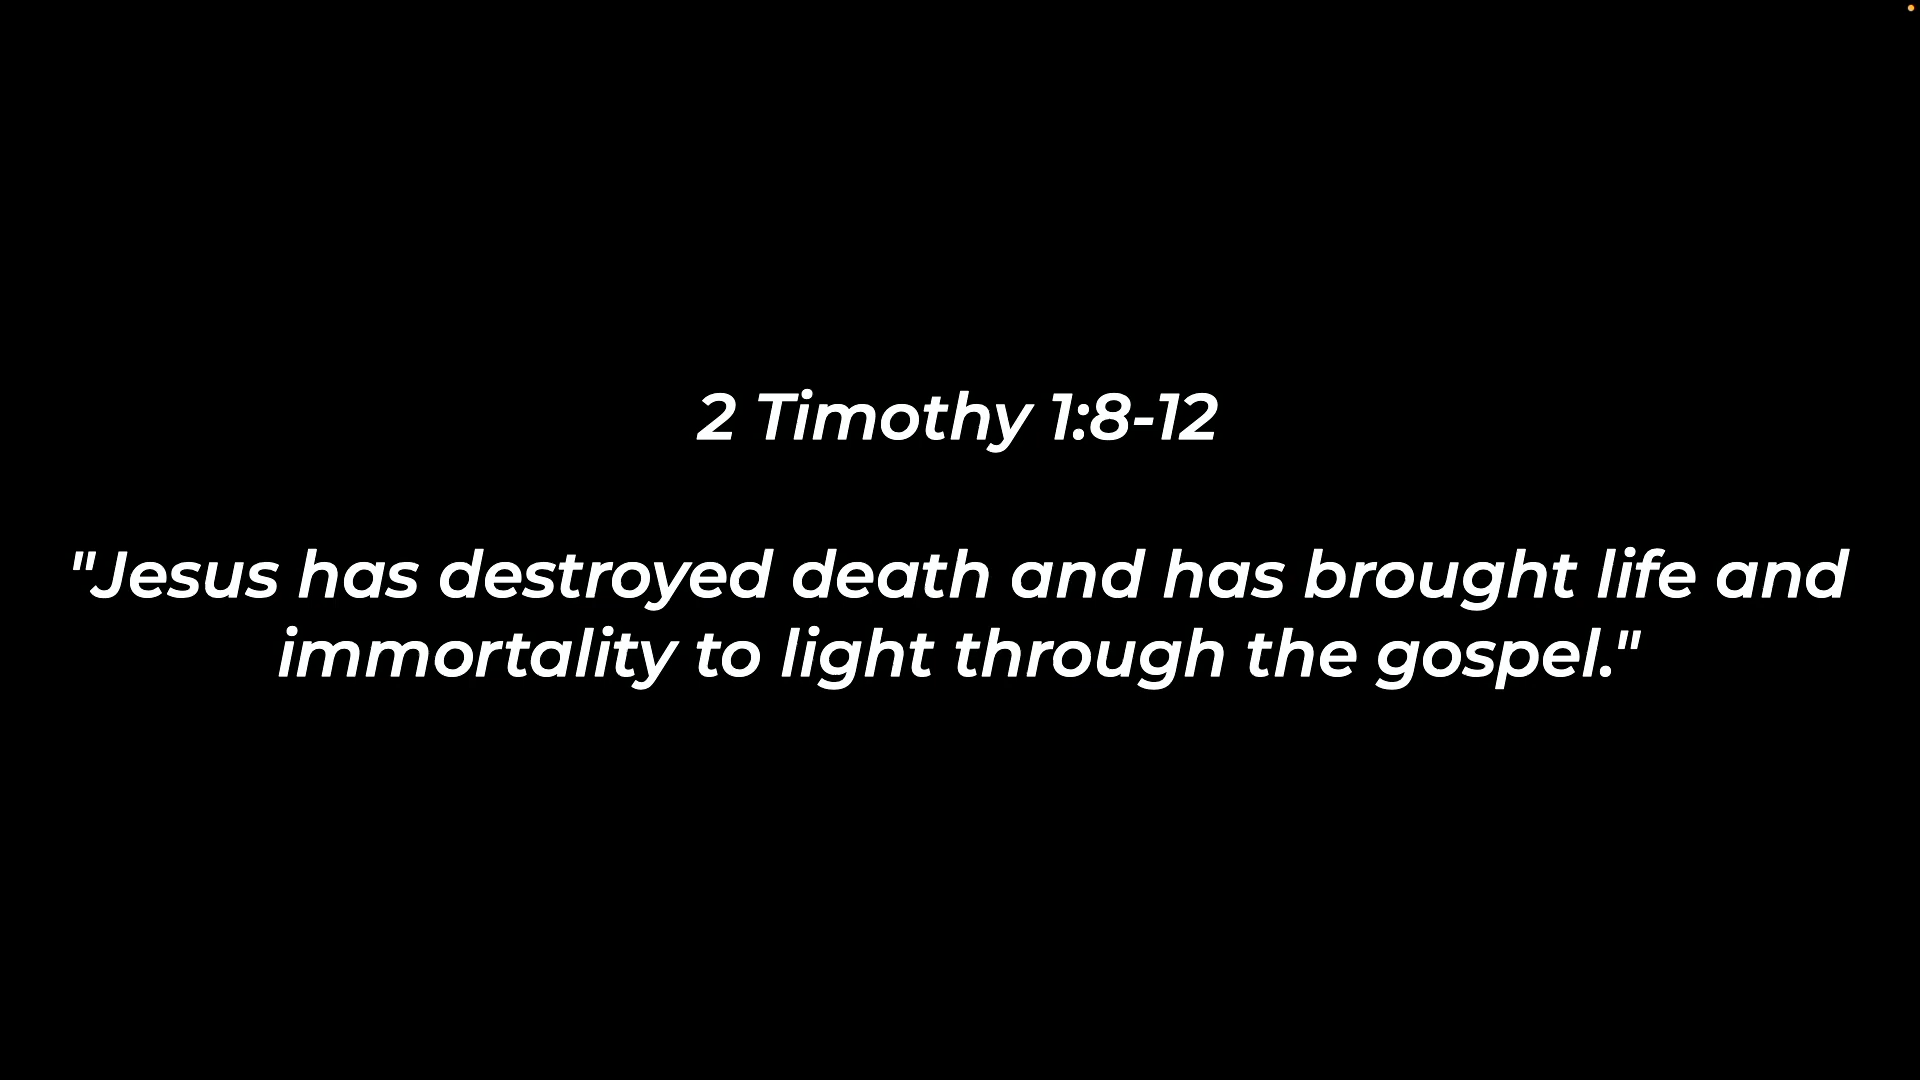 2 Timothy 1:8-12
"Jesus has destroyed death and has brought life and
immortality to light through the gospel."